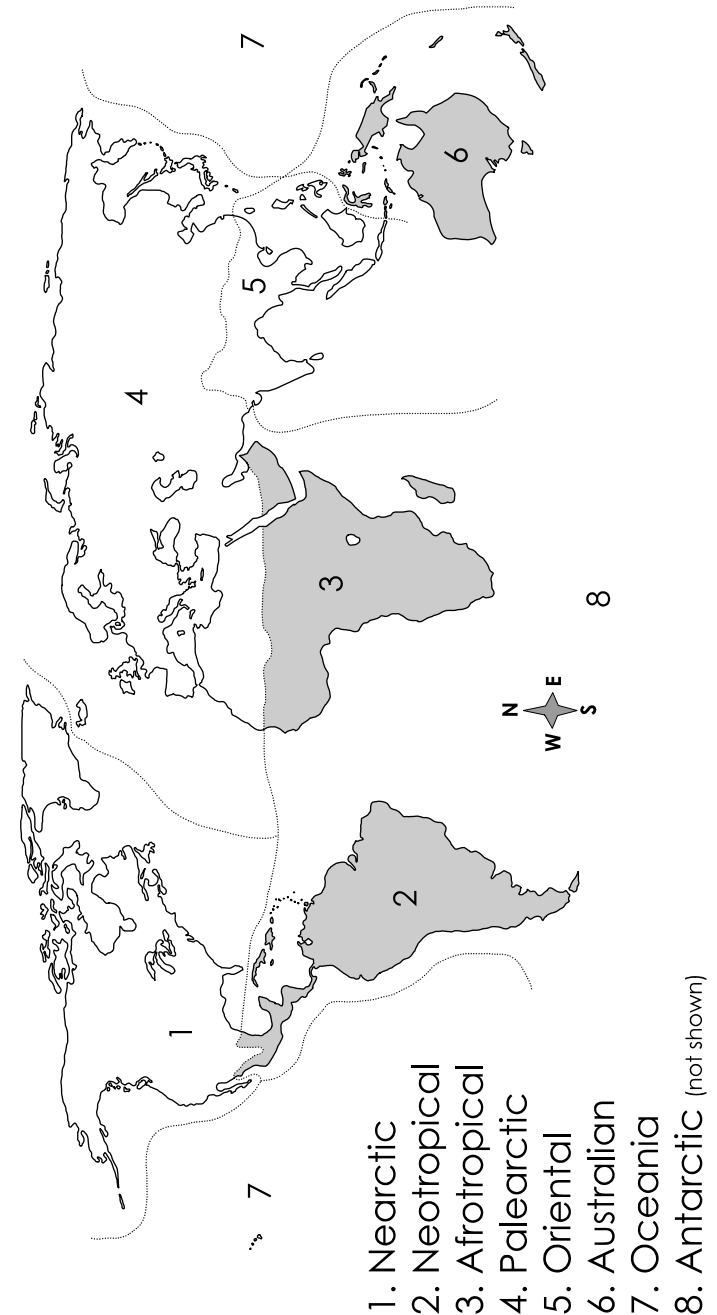 1
2
3
4
5
6
7
7
8
N
W E
S
1. Nearctic
2. Neotropical
3. Afrotropical
4. Palearctic
5. Oriental
6. Australian
7. Oceania
8. Antarctic (not shown)